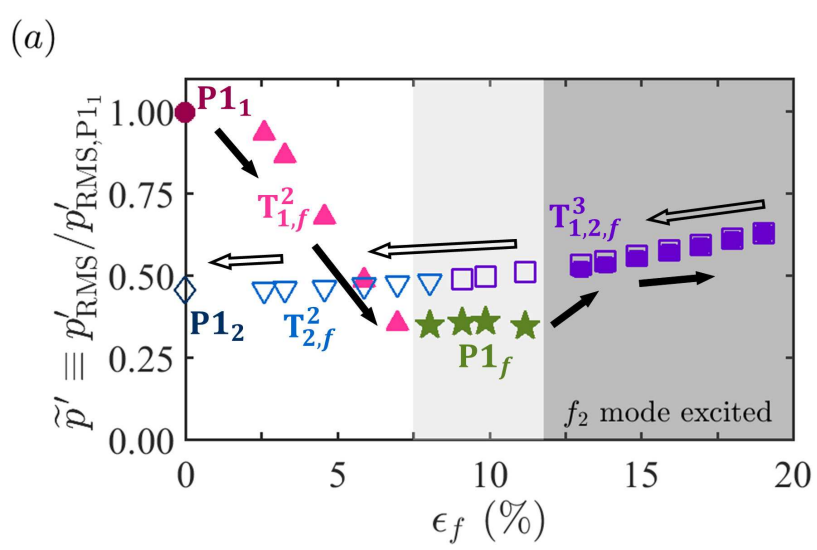 (a)
p̃′ ≡ p′RMS/p′RMS,P1₁
1.00
0.75
0.50
0.25
0.00
P1₁
T²₁,f
P1₂
T²₂,f
P1f
T³₁,₂,f
f₂ mode excited
0 5 10 15 20
ϵf (%)